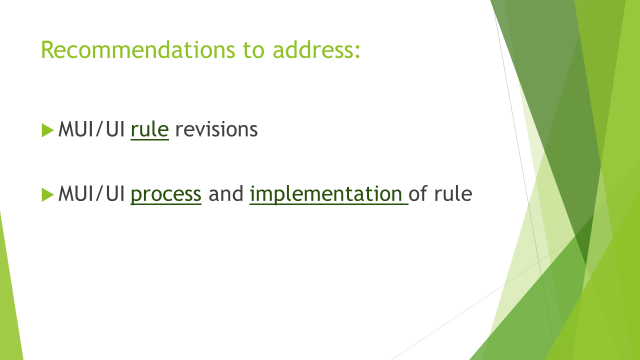 Recommendations to address:
MUI/UI rule revisions
MUI/UI process and implementation of rule